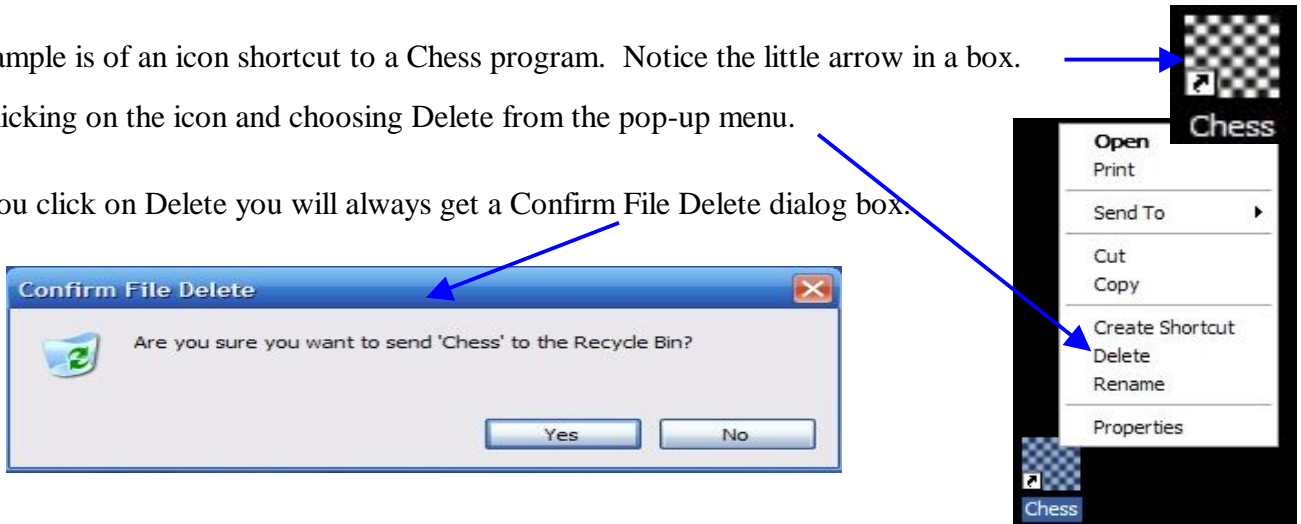 ample is of an icon shortcut to a Chess program.  Notice the little arrow in a box.
Chess
icking on the icon and choosing Delete from the pop-up menu.
ou click on Delete you will always get a Confirm File Delete dialog box.
Confirm File Delete
Are you sure you want to send 'Chess' to the Recycle Bin?
Yes
No
Open
Print
Send To
Cut
Copy
Create Shortcut
Delete
Rename
Properties
Chess